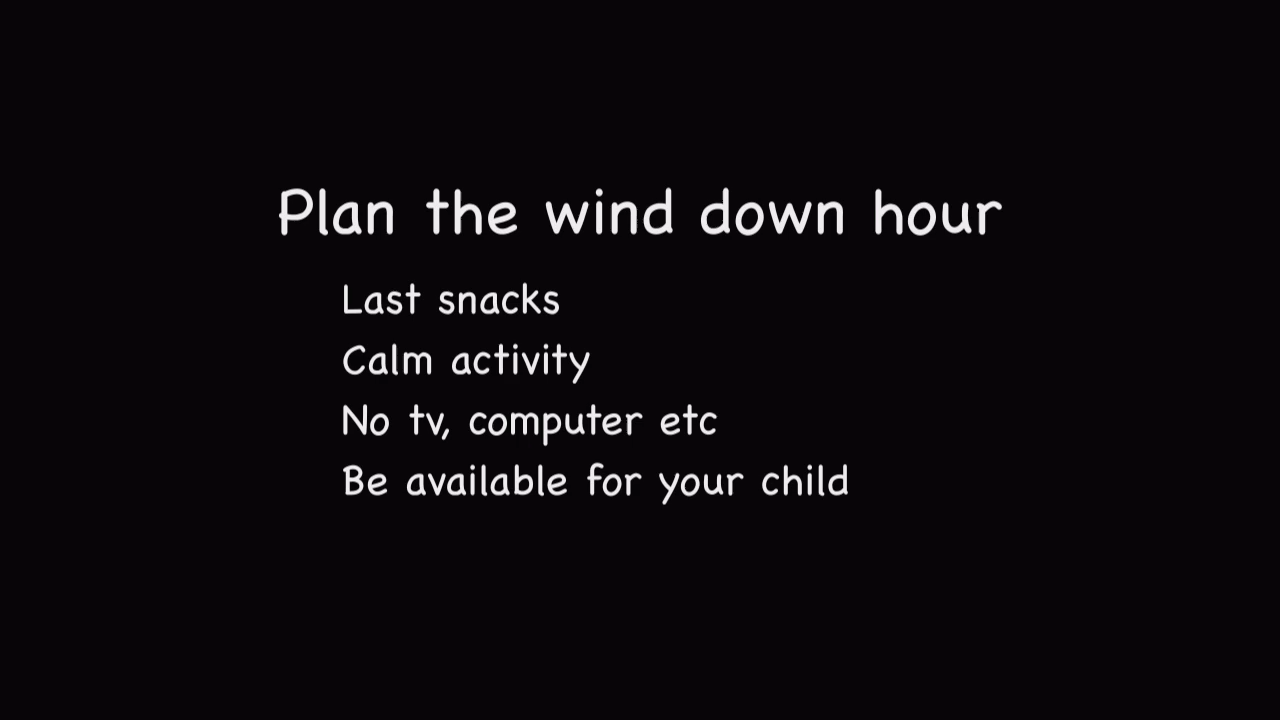 Plan the wind down hour
Last snacks
Calm activity
No tv, computer etc
Be available for your child